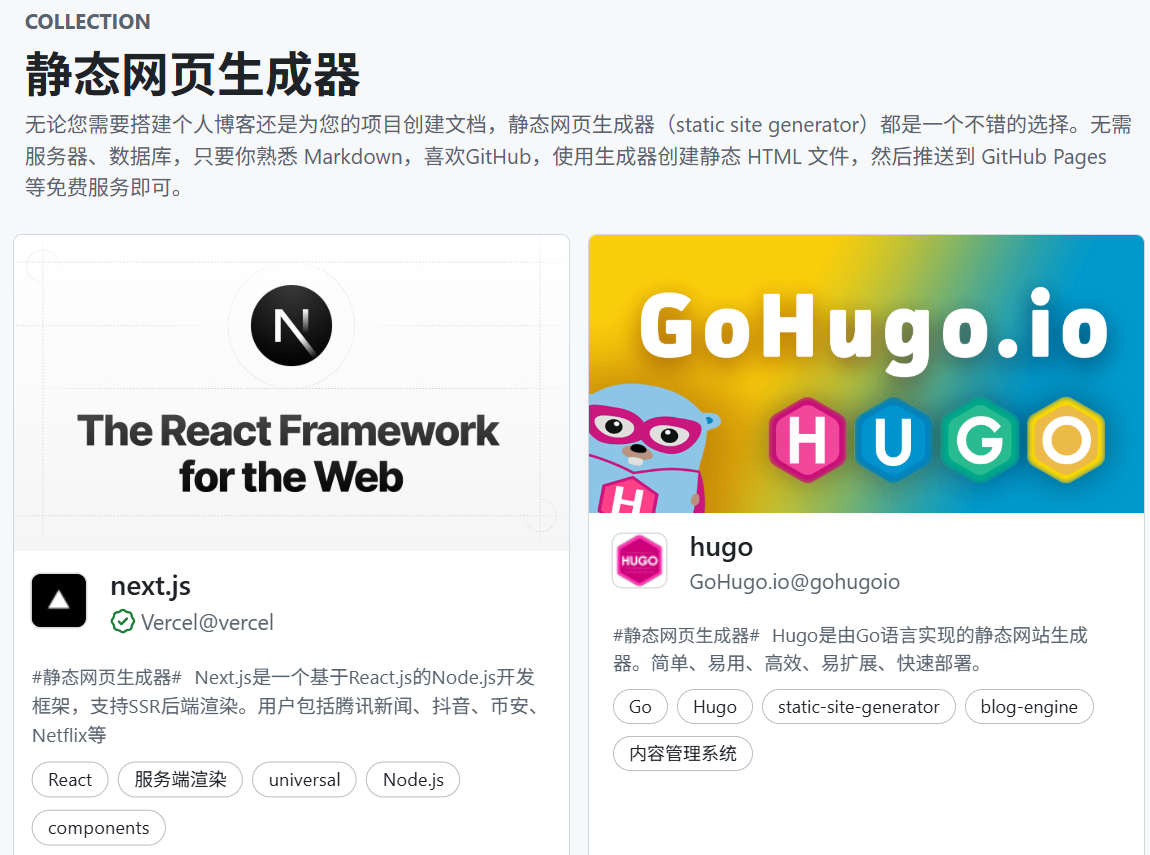 COLLECTION
静态网页生成器
无论您需要搭建个人博客还是为您的项目创建文档，静态网页生成器（static site generator）都是一个不错的选择。无需
服务器、数据库，只要你熟悉 Markdown，喜欢GitHub，使用生成器创建静态 HTML 文件，然后推送到 GitHub Pages
等免费服务即可。
N
The React Framework
for the Web
next.js
Vercel@vercel
#静态网页生成器# Next.js是一个基于React.js的Node.js开发
框架，支持SSR后端渲染。用户包括腾讯新闻、抖音、币安、
Netflix等
React 服务端渲染 universal Node.js
components
GoHugo.io
HUGO
H
HUGO
hugo
GoHugo.io@gohugoio
#静态网页生成器# Hugo是由Go语言实现的静态网站生成
器。简单、易用、高效、易扩展、快速部署。
Go Hugo static-site-generator blog-engine
内容管理系统